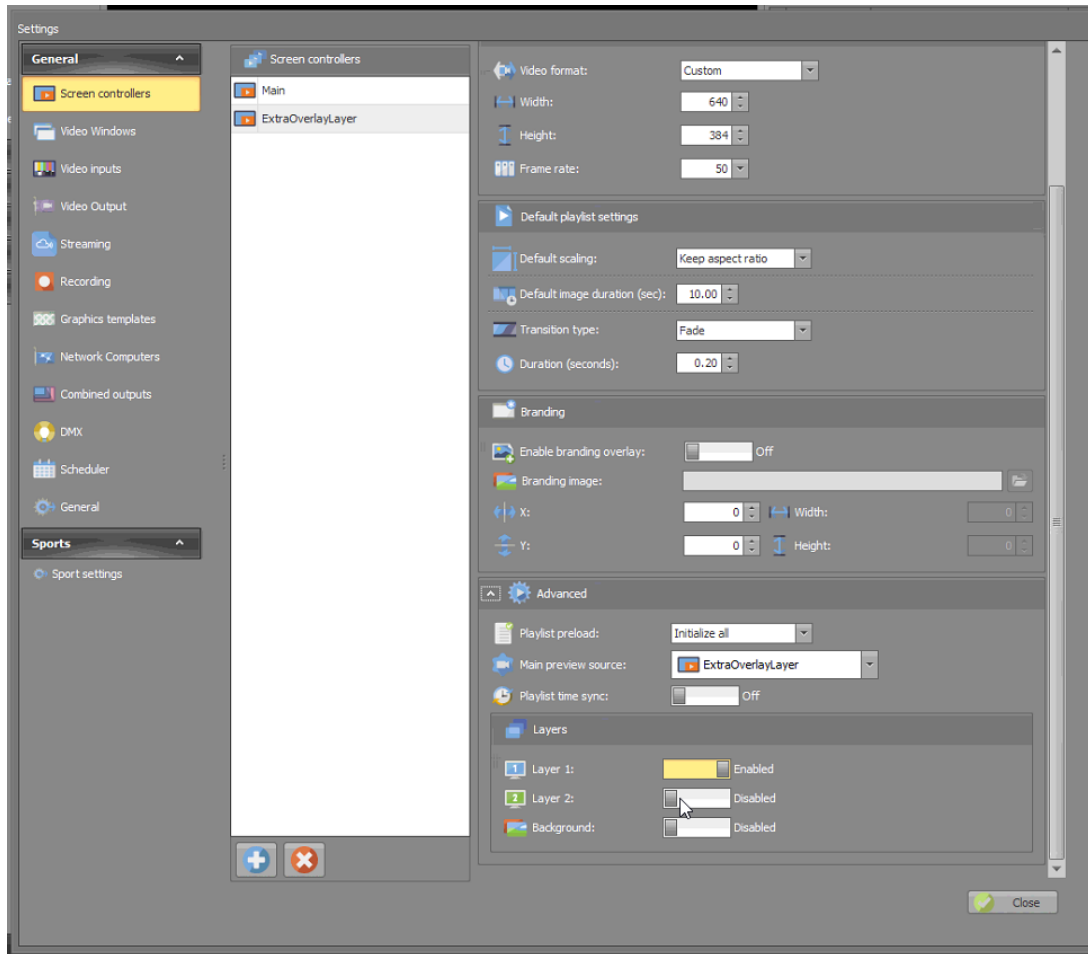 Settings
General
Screen controllers
Video Windows
Video inputs
Video Output
Streaming
Recording
Graphics templates
Network Computers
Combined outputs
DMX
Scheduler
General
Sports
Sport settings
Screen controllers
Main
ExtraOverlayLayer
Video format: Custom
Width: 640
Height: 384
Frame rate: 50
Default playlist settings
Default scaling: Keep aspect ratio
Default image duration (sec): 10.00
Transition type: Fade
Duration (seconds): 0.20
Branding
Enable branding overlay: Off
Branding image:
X: 0 Width: 0
Y: 0 Height: 0
Advanced
Playlist preload: Initialize all
Main preview source: ExtraOverlayLayer
Playlist time sync: Off
Layers
1 Layer 1: Enabled
2 Layer 2: Disabled
Background: Disabled
Close